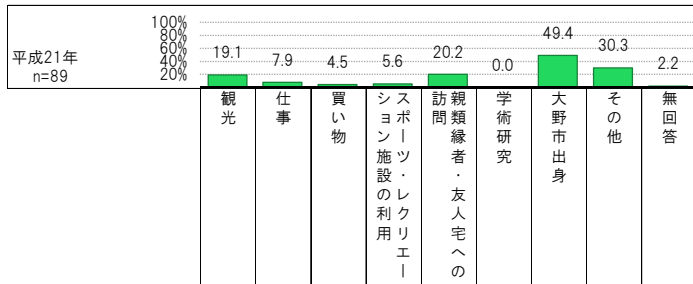 100%
80%
60%
40%
20%
平成21年
n=89
19.1
7.9
4.5
5.6
20.2
0.0
49.4
30.3
2.2
観光
仕事
買い物
スポーツ・レクリエー
ション施設の利用
親類縁者・友人宅への
訪問
学術研究
大野市出身
その他
無回答